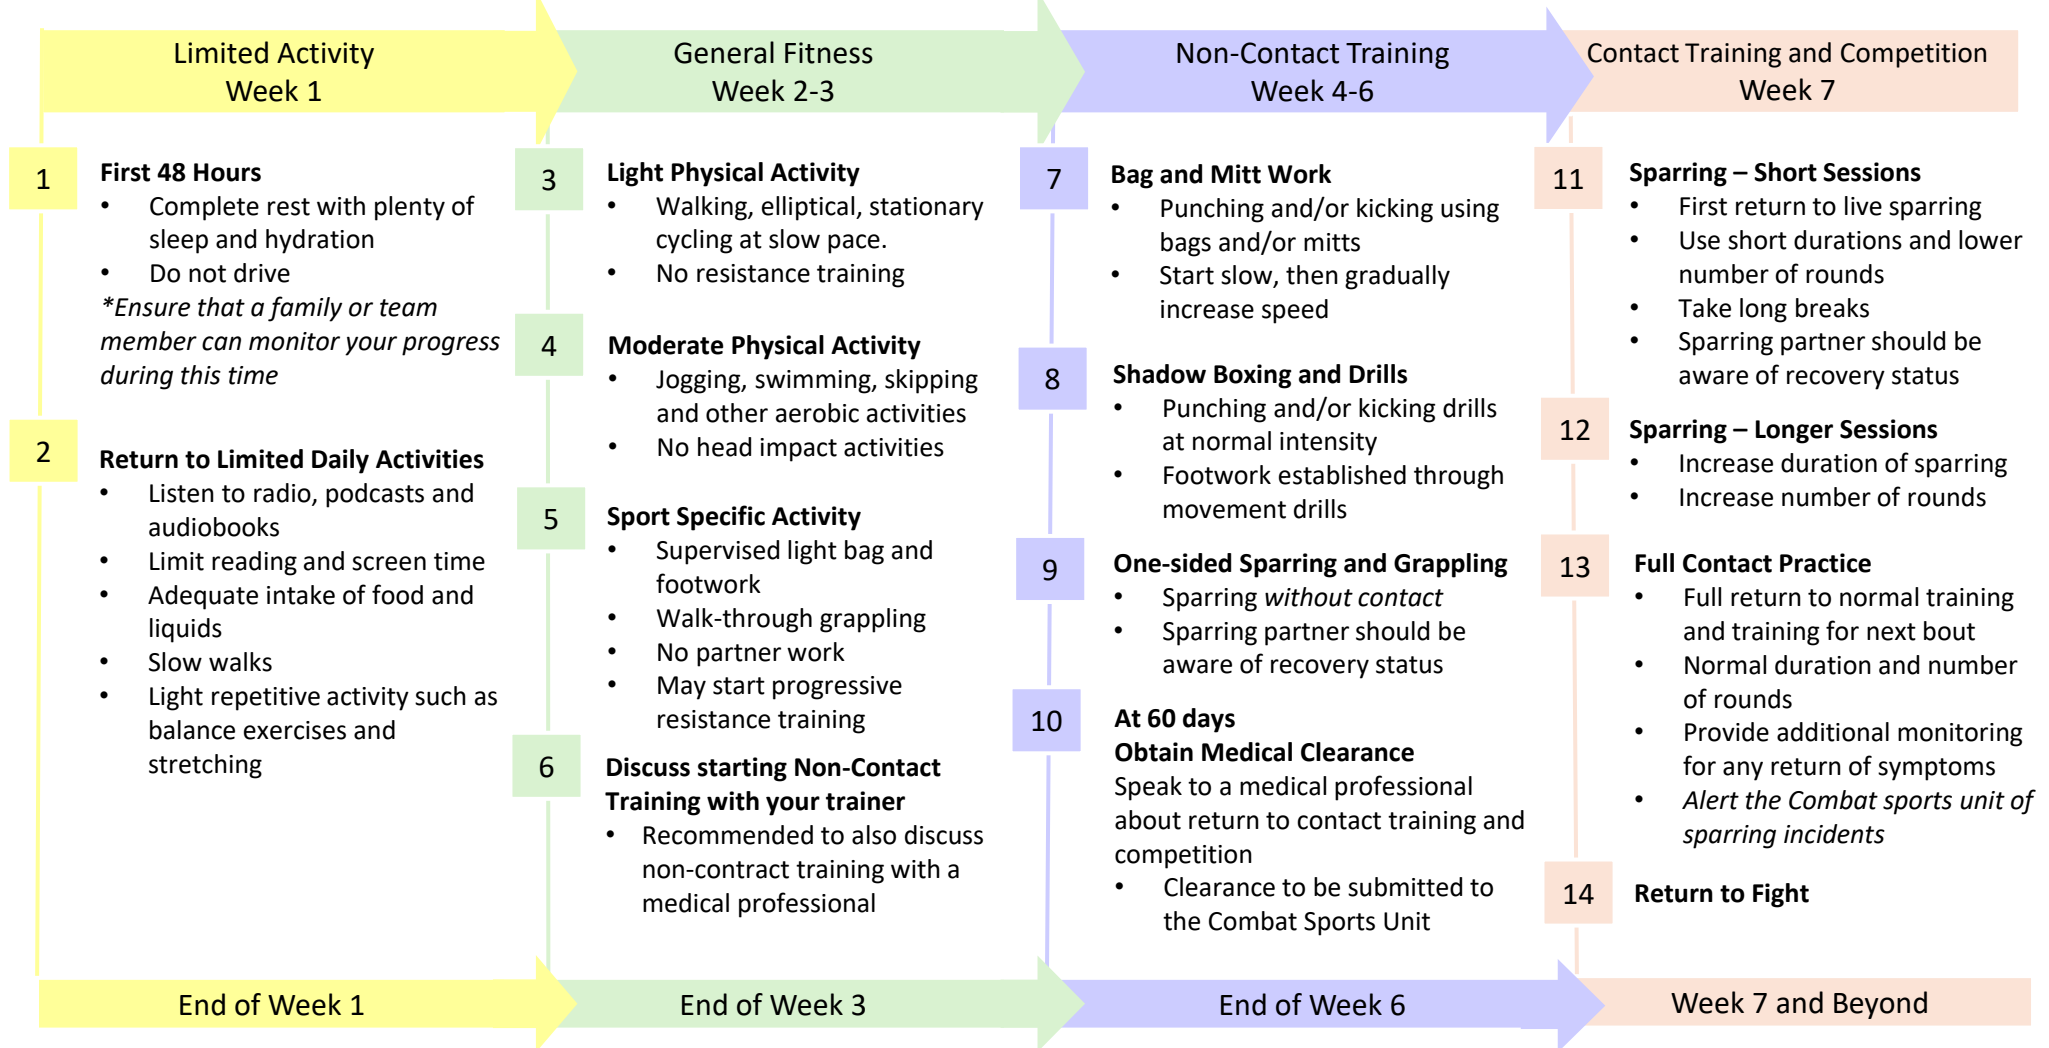 Limited Activity
Week 1
General Fitness
Week 2-3
Non-Contact Training
Week 4-6
Contact Training and Competition
Week 7
1
First 48 Hours
• Complete rest with plenty of
sleep and hydration
• Do not drive
*Ensure that a family or team
member can monitor your progress
during this time
2
Return to Limited Daily Activities
• Listen to radio, podcasts and
audiobooks
• Limit reading and screen time
• Adequate intake of food and
liquids
• Slow walks
• Light repetitive activity such as
balance exercises and
stretching
3
Light Physical Activity
• Walking, elliptical, stationary
cycling at slow pace.
• No resistance training
4
Moderate Physical Activity
• Jogging, swimming, skipping
and other aerobic activities
• No head impact activities
5
Sport Specific Activity
• Supervised light bag and
footwork
• Walk-through grappling
• No partner work
• May start progressive
resistance training
6
Discuss starting Non-Contact
Training with your trainer
• Recommended to also discuss
non-contract training with a
medical professional
7
Bag and Mitt Work
• Punching and/or kicking using
bags and/or mitts
• Start slow, then gradually
increase speed
8
Shadow Boxing and Drills
• Punching and/or kicking drills
at normal intensity
• Footwork established through
movement drills
9
One-sided Sparring and Grappling
• Sparring without contact
• Sparring partner should be
aware of recovery status
10
At 60 days
Obtain Medical Clearance
Speak to a medical professional
about return to contact training and
competition
• Clearance to be submitted to
the Combat Sports Unit
11
Sparring – Short Sessions
• First return to live sparring
• Use short durations and lower
number of rounds
• Take long breaks
• Sparring partner should be
aware of recovery status
12
Sparring – Longer Sessions
• Increase duration of sparring
• Increase number of rounds
13
Full Contact Practice
• Full return to normal training
and training for next bout
• Normal duration and number
of rounds
• Provide additional monitoring
for any return of symptoms
• Alert the Combat sports unit of
sparring incidents
14
Return to Fight
End of Week 1
End of Week 3
End of Week 6
Week 7 and Beyond